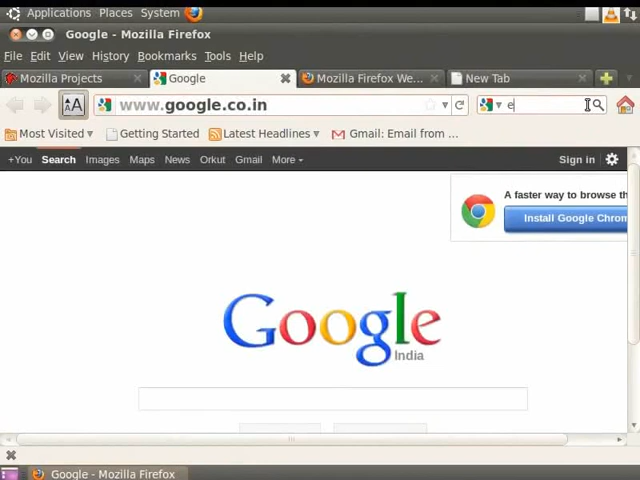 Applications Places System
Google - Mozilla Firefox
File Edit View History Bookmarks Tools Help
Mozilla Projects Google Mozilla Firefox We... New Tab
AA www.google.co.in e
Most Visited Getting Started Latest Headlines Gmail: Email from ...
+You Search Images Maps News Orkut Gmail More Sign in
A faster way to browse th
Install Google Chrom
Google
India
Google - Mozilla Firefox